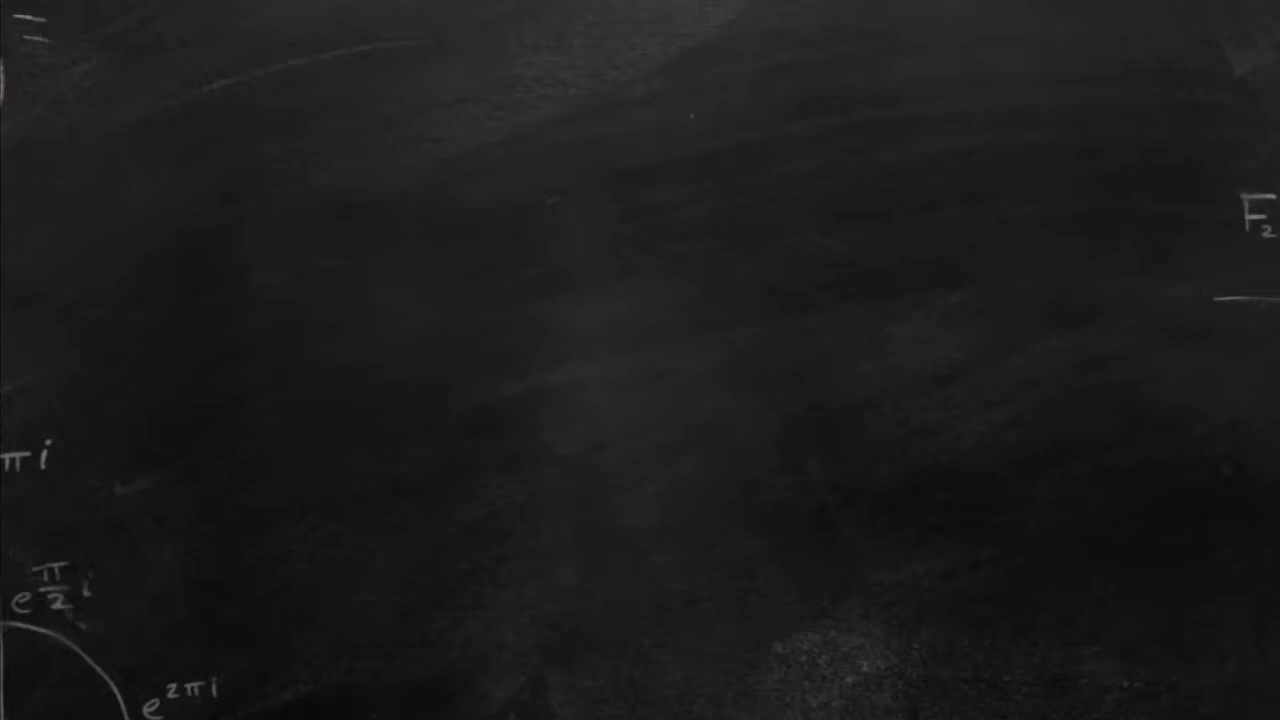 =
F₂
πi
e^{π/2 i}
e^{2πi}